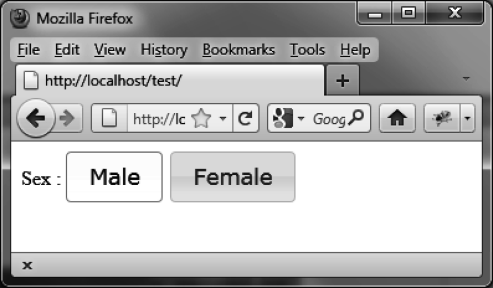 Mozilla Firefox
File Edit View History Bookmarks Tools Help
http://localhost/test/
http://lc Goog
Sex : Male Female
x